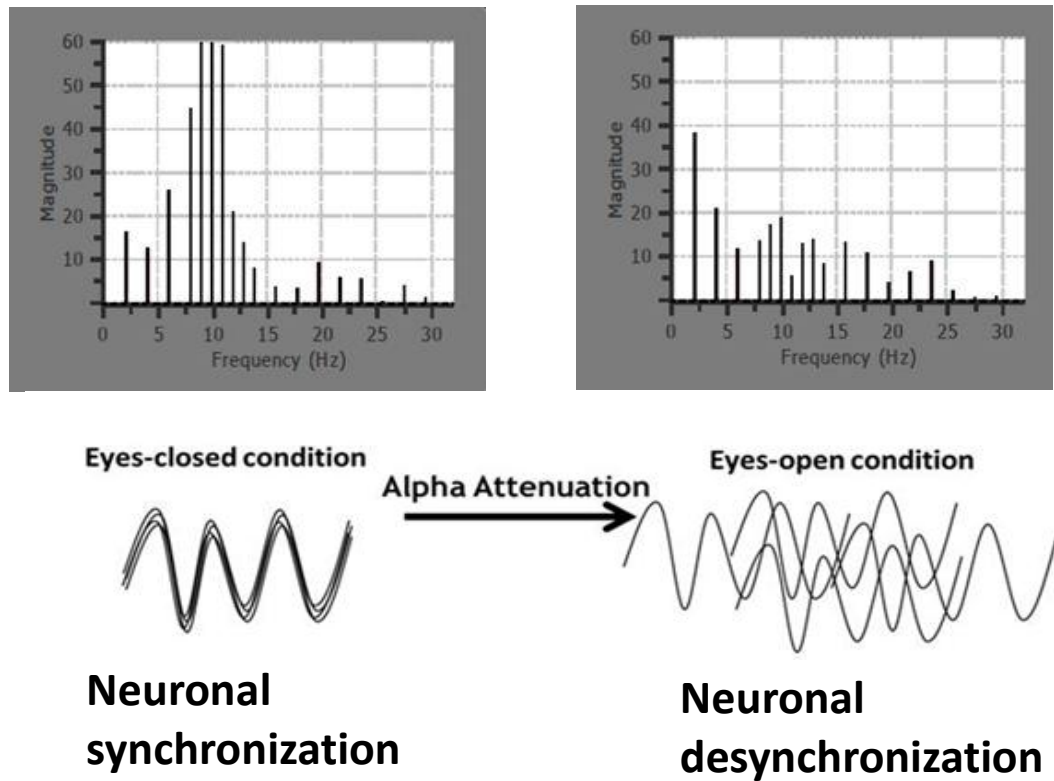 60
50
40
30
20
10
Magnitude
0 5 10 15 20 25 30
Frequency (Hz)
60
50
40
30
20
10
Magnitude
0 5 10 15 20 25 30
Frequency (Hz)
Eyes-closed condition
Alpha Attenuation
Eyes-open condition
Neuronal
synchronization
Neuronal
desynchronization